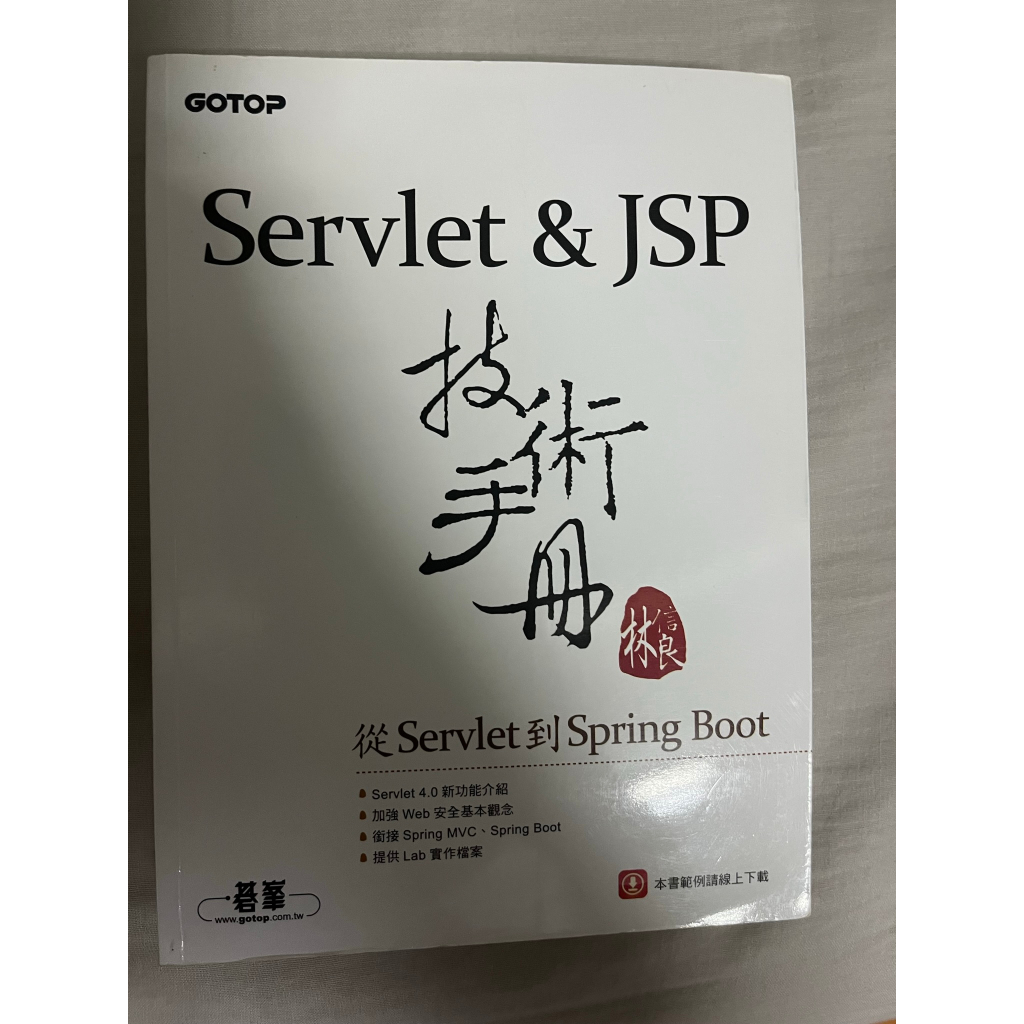 GOTOP
Servlet & JSP
技術手冊
林信良
從Servlet到Spring Boot
Servlet 4.0 新功能介紹
加強 Web 安全基本觀念
銜接 Spring MVC、Spring Boot
提供 Lab 實作檔案
本書範例請線上下載
碁峯
www.gotop.com.tw